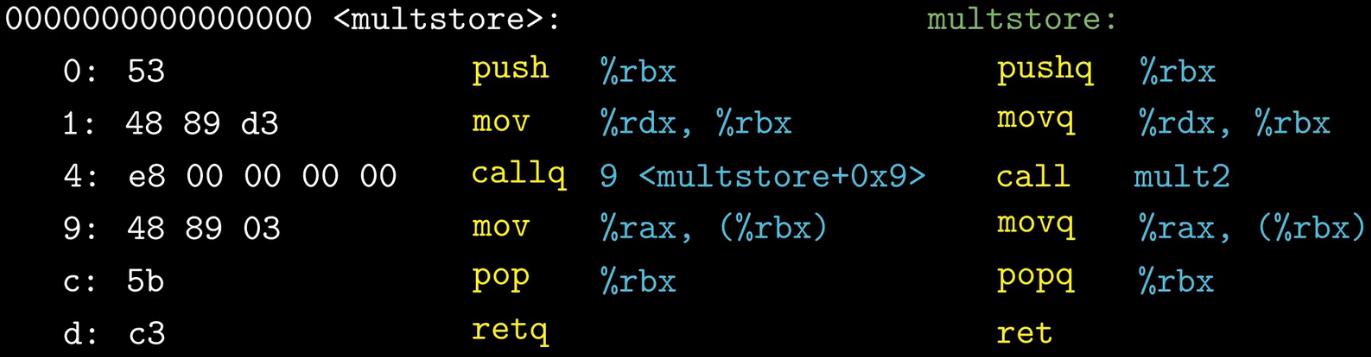 0000000000000000 <multstore>: multstore:
0: 53 push %rbx pushq %rbx
1: 48 89 d3 mov %rdx, %rbx movq %rdx, %rbx
4: e8 00 00 00 00 callq 9 <multstore+0x9> call mult2
9: 48 89 03 mov %rax, (%rbx) movq %rax, (%rbx)
c: 5b pop %rbx popq %rbx
d: c3 retq ret